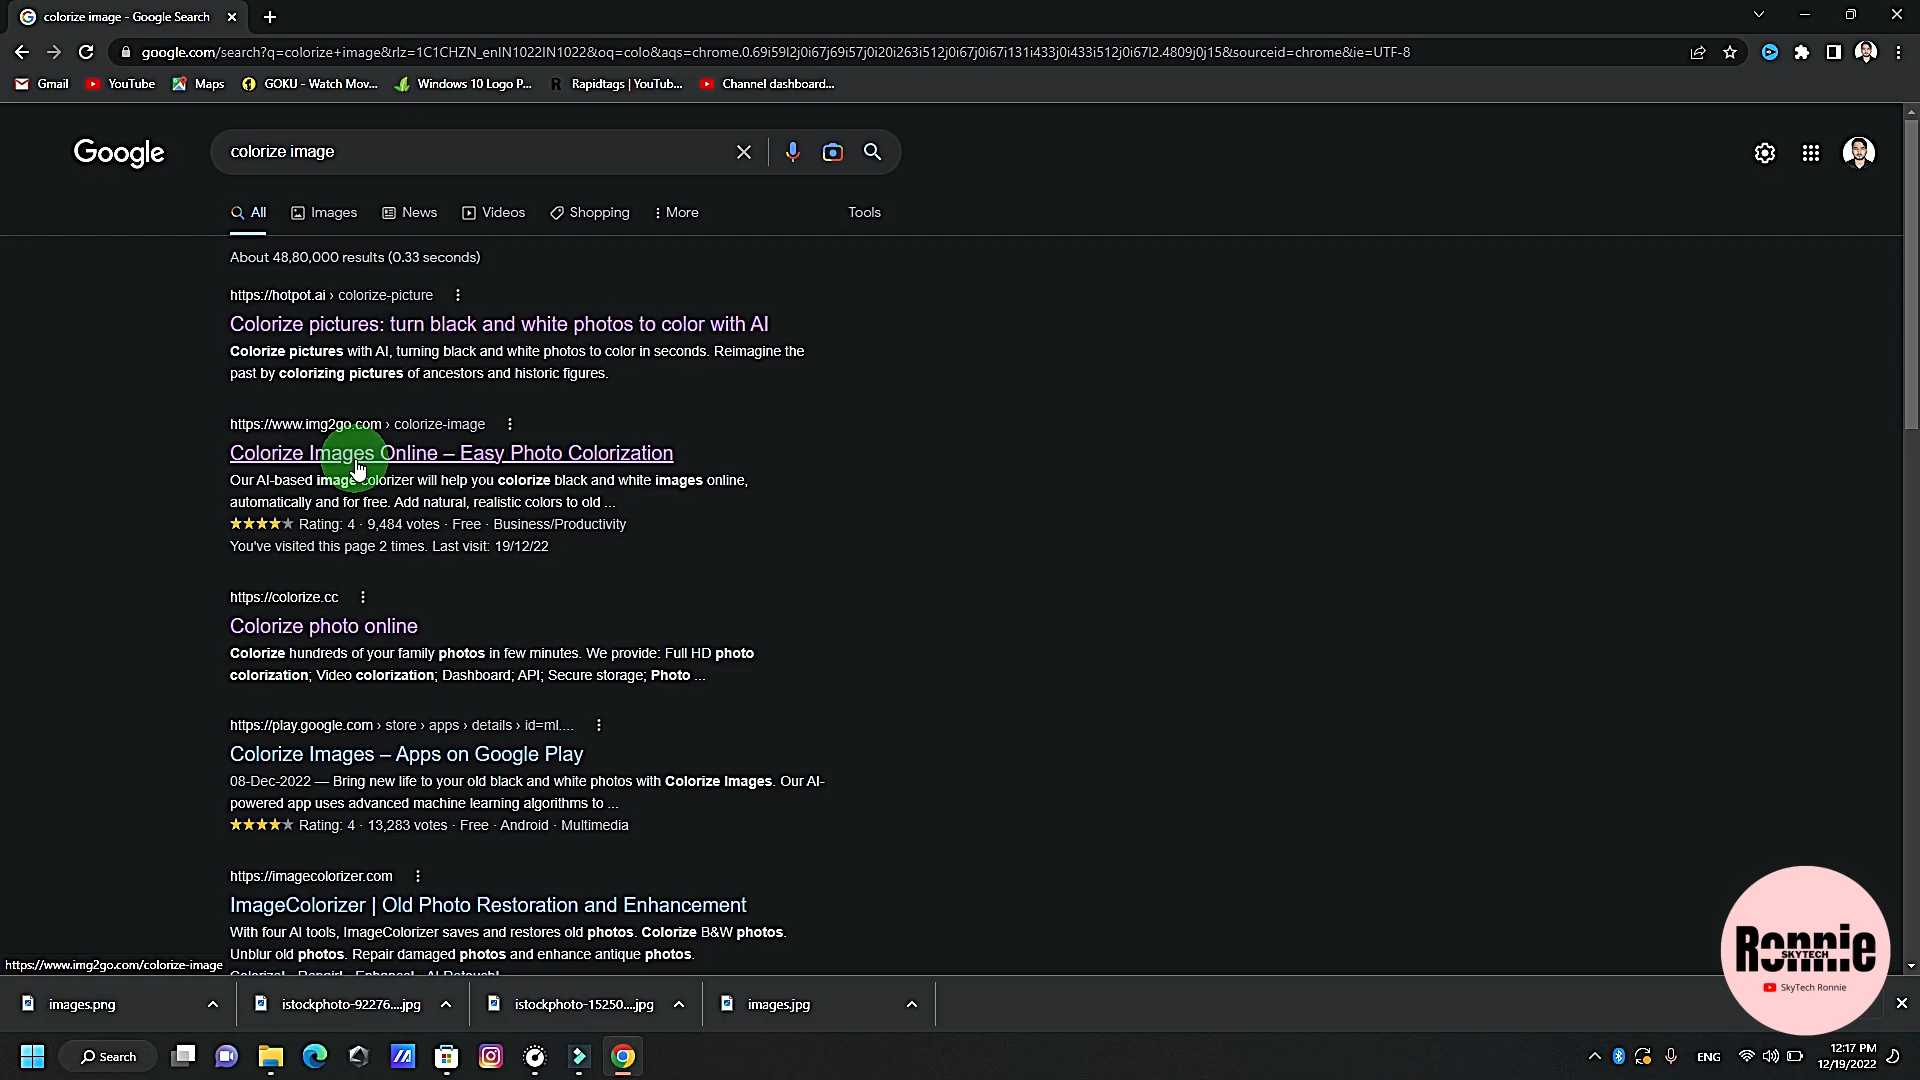 colorize image - Google Search
google.com/search?q=colorize+image&rlz=1C1CHZN_enIN1022IN1022&oq=colo&aqs=chrome.0.69i59l2j0i67j69i57j0i20i263i512j0i67j0i67i131i433j0i433i512j0i67l2.4809j0j15&sourceid=chrome&ie=UTF-8
Gmail YouTube Maps GOKU - Watch Mov... Windows 10 Logo P... Rapidtags | YouTub... Channel dashboard...
Google colorize image
All Images News Videos Shopping More Tools
About 48,80,000 results (0.33 seconds)
https://hotpot.ai › colorize-picture
Colorize pictures: turn black and white photos to color with AI
Colorize pictures with AI, turning black and white photos to color in seconds. Reimagine the
past by colorizing pictures of ancestors and historic figures.
https://www.img2go.com › colorize-image
Colorize Images Online – Easy Photo Colorization
Our AI-based image colorizer will help you colorize black and white images online,
automatically and for free. Add natural, realistic colors to old ...
Rating: 4 · 9,484 votes · Free · Business/Productivity
You've visited this page 2 times. Last visit: 19/12/22
https://colorize.cc
Colorize photo online
Colorize hundreds of your family photos in few minutes. We provide: Full HD photo
colorization; Video colorization; Dashboard; API; Secure storage; Photo ...
https://play.google.com › store › apps › details › id=ml....
Colorize Images – Apps on Google Play
08-Dec-2022 — Bring new life to your old black and white photos with Colorize Images. Our AI-
powered app uses advanced machine learning algorithms to ...
Rating: 4 · 13,283 votes · Free · Android · Multimedia
https://imagecolorizer.com
ImageColorizer | Old Photo Restoration and Enhancement
With four AI tools, ImageColorizer saves and restores old photos. Colorize B&W photos.
Unblur old photos. Repair damaged photos and enhance antique photos.
Colorize! · Repair! · Enhance! · AI Retouch!
https://www.img2go.com/colorize-image
Ronnie
SKYTECH
SkyTech Ronnie
images.png istockphoto-92276....jpg istockphoto-15250....jpg images.jpg
Search ENG 12:17 PM
12/19/2022